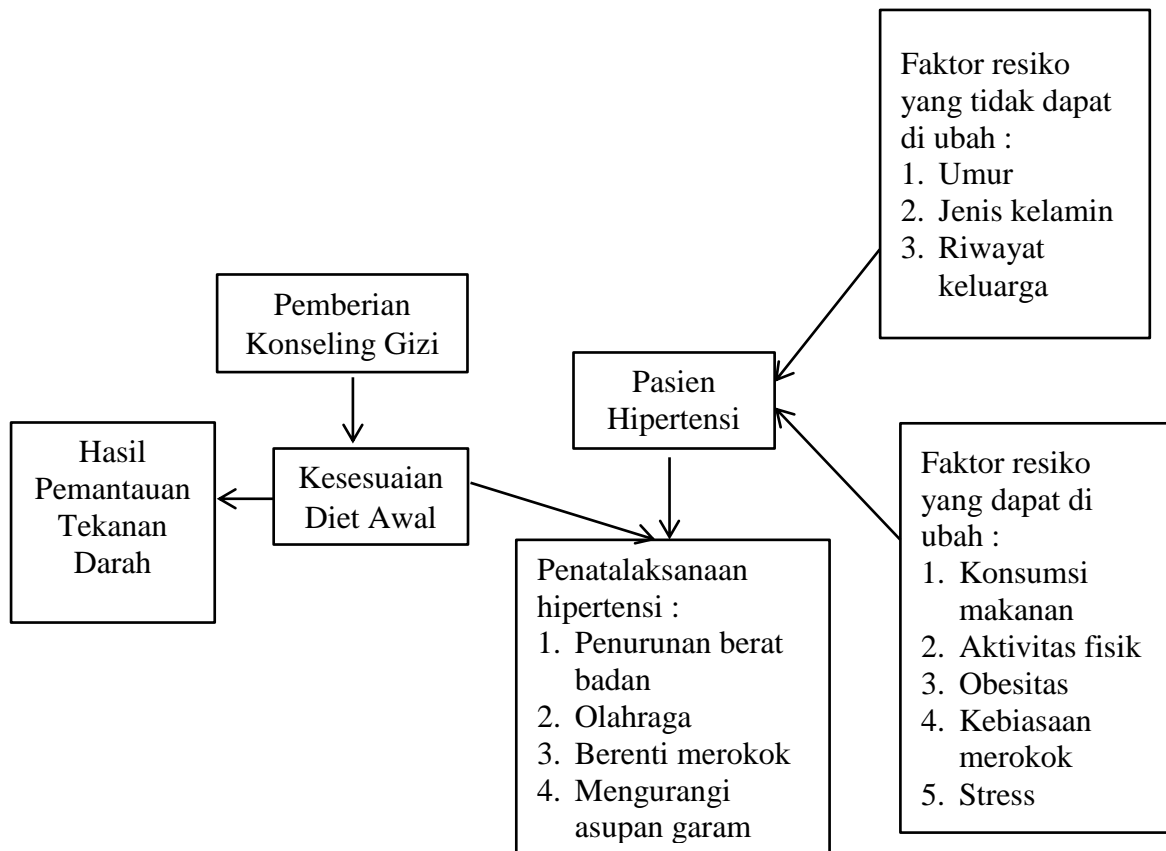 Faktor resiko
yang tidak dapat
di ubah :
1. Umur
2. Jenis kelamin
3. Riwayat
keluarga
Pemberian
Konseling Gizi
Pasien
Hipertensi
Hasil
Pemantauan
Tekanan
Darah
Kesesuaian
Diet Awal
Faktor resiko
yang dapat di
ubah :
1. Konsumsi
makanan
2. Aktivitas fisik
3. Obesitas
4. Kebiasaan
merokok
5. Stress
Penatalaksanaan
hipertensi :
1. Penurunan berat
badan
2. Olahraga
3. Berenti merokok
4. Mengurangi
asupan garam